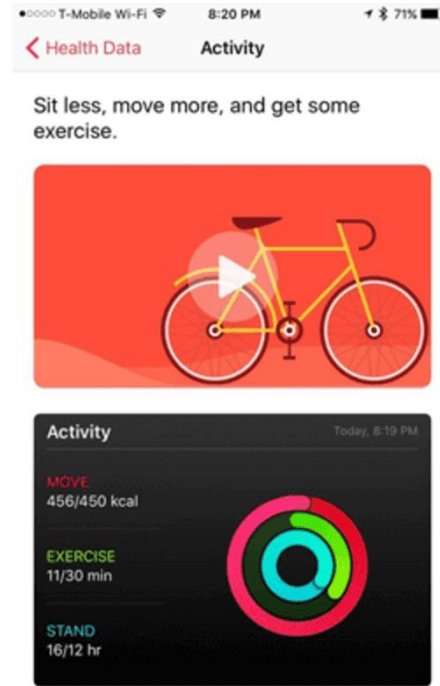 T-Mobile Wi-Fi 8:20 PM 71%
Health Data Activity
Sit less, move more, and get some
exercise.
Activity Today, 8:19 PM
MOVE
456/450 kcal
EXERCISE
11/30 min
STAND
16/12 hr